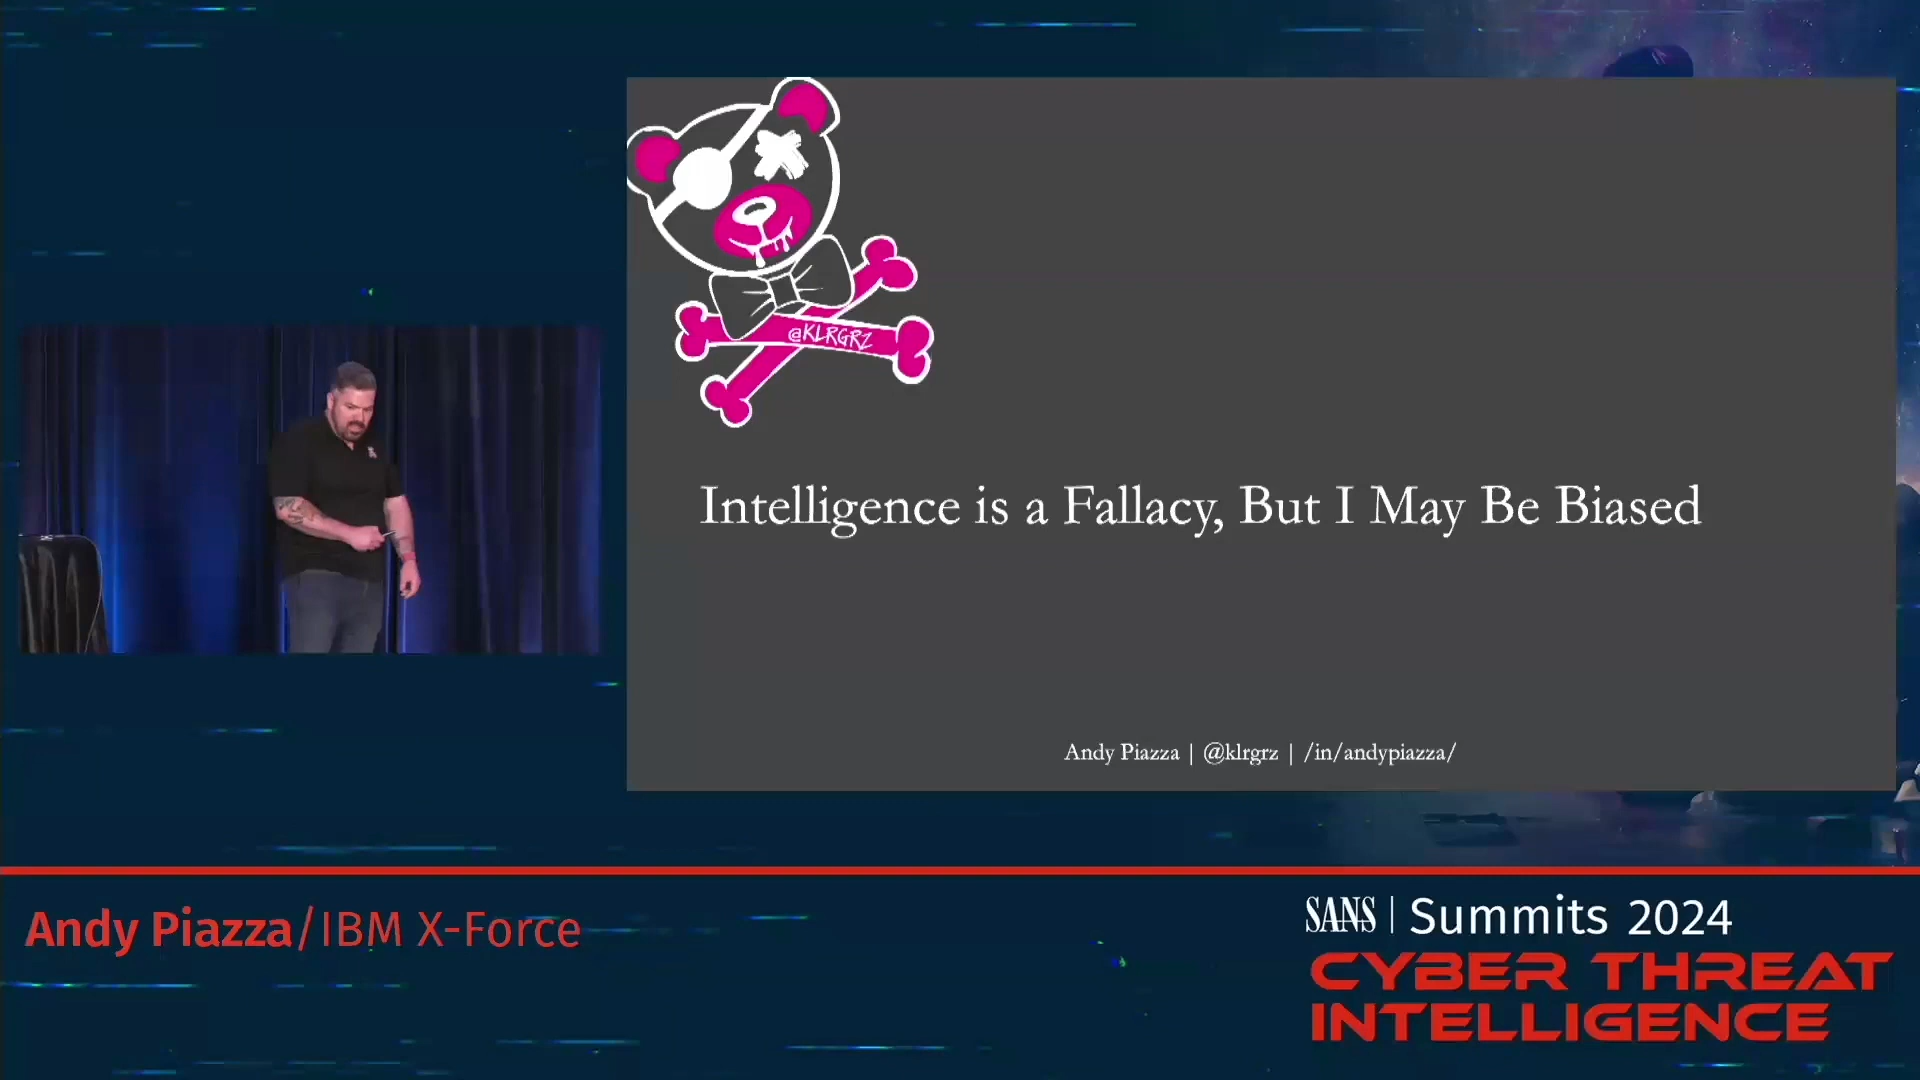 @KLRGRZ
Intelligence is a Fallacy, But I May Be Biased
Andy Piazza | @klrgrz | /in/andypiazza/
Andy Piazza/IBM X-Force
SANS | Summits 2024
CYBER THREAT
INTELLIGENCE